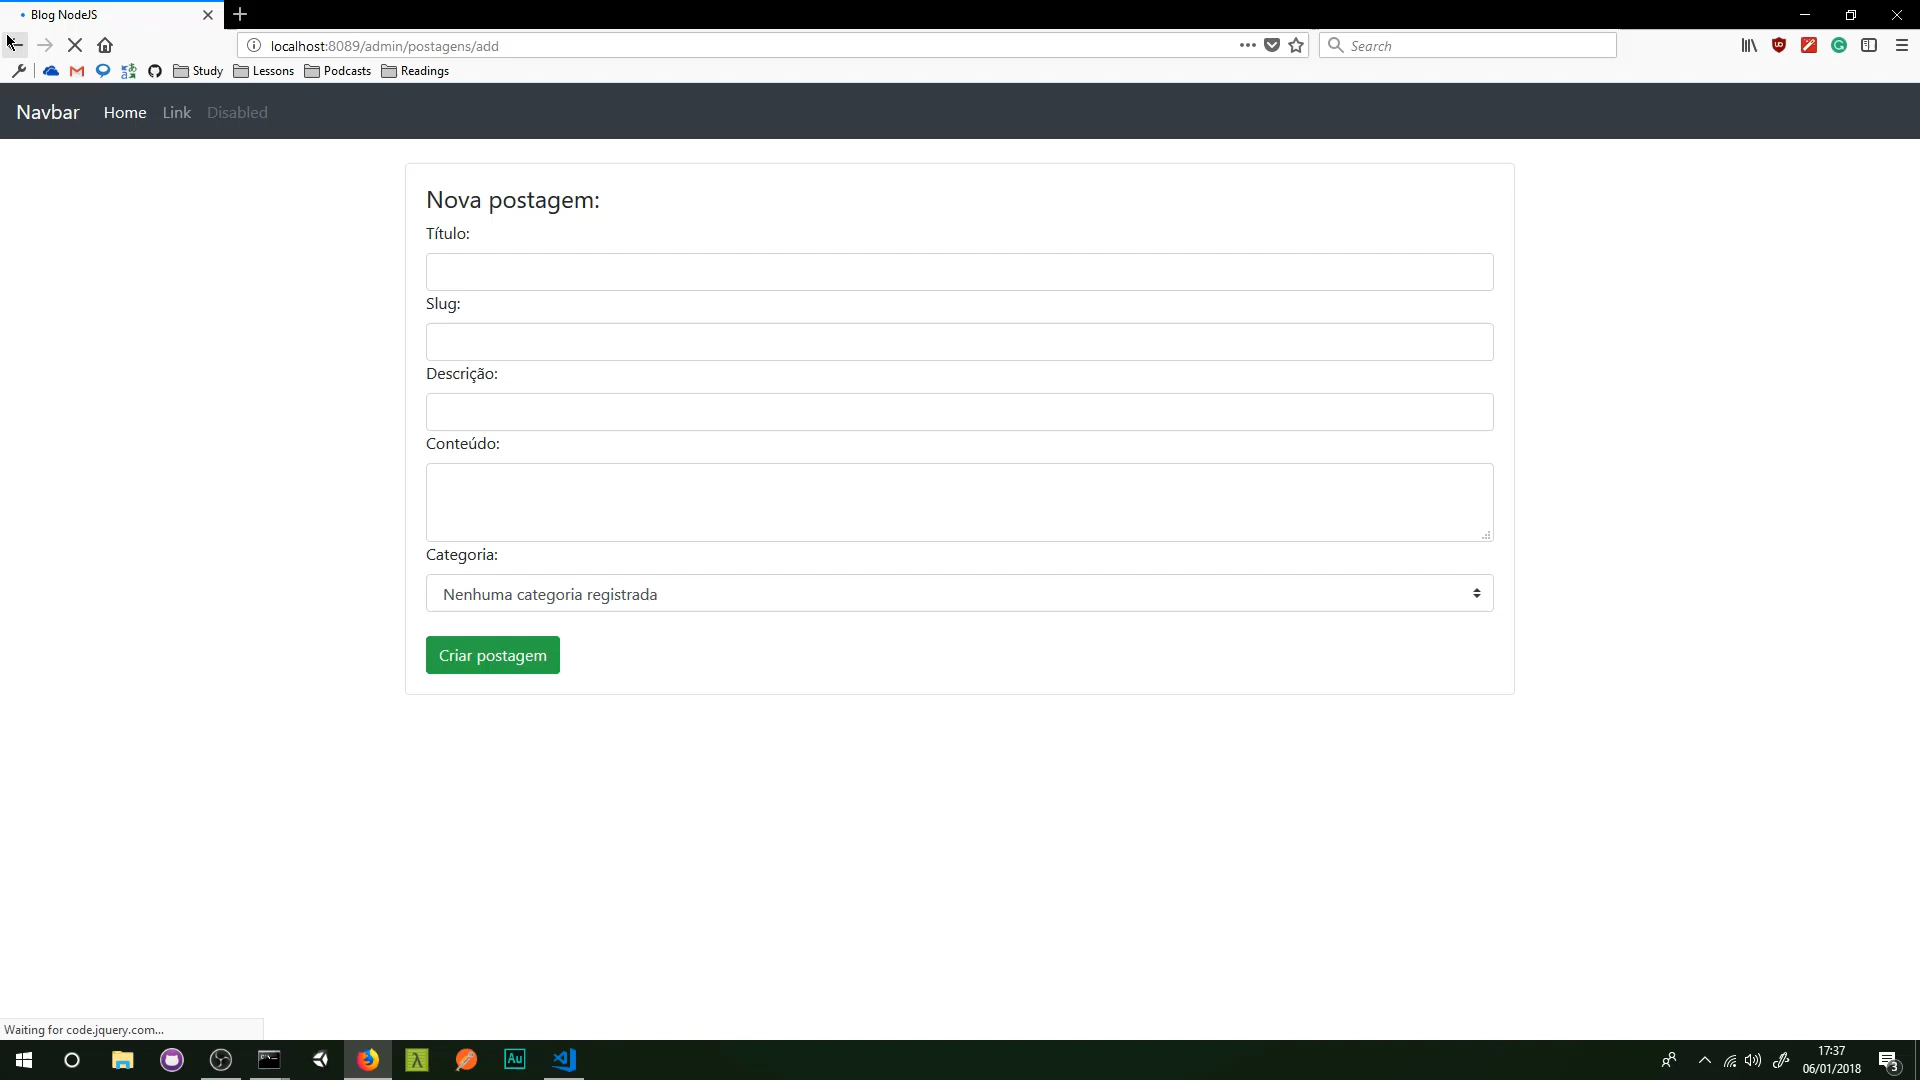 Blog NodeJS
localhost:8089/admin/postagens/add
Search
Study Lessons Podcasts Readings
Navbar Home Link Disabled
Nova postagem:
Título:
Slug:
Descrição:
Conteúdo:
Categoria:
Nenhuma categoria registrada
Criar postagem
Waiting for code.jquery.com...
Au
17:37
06/01/2018
3